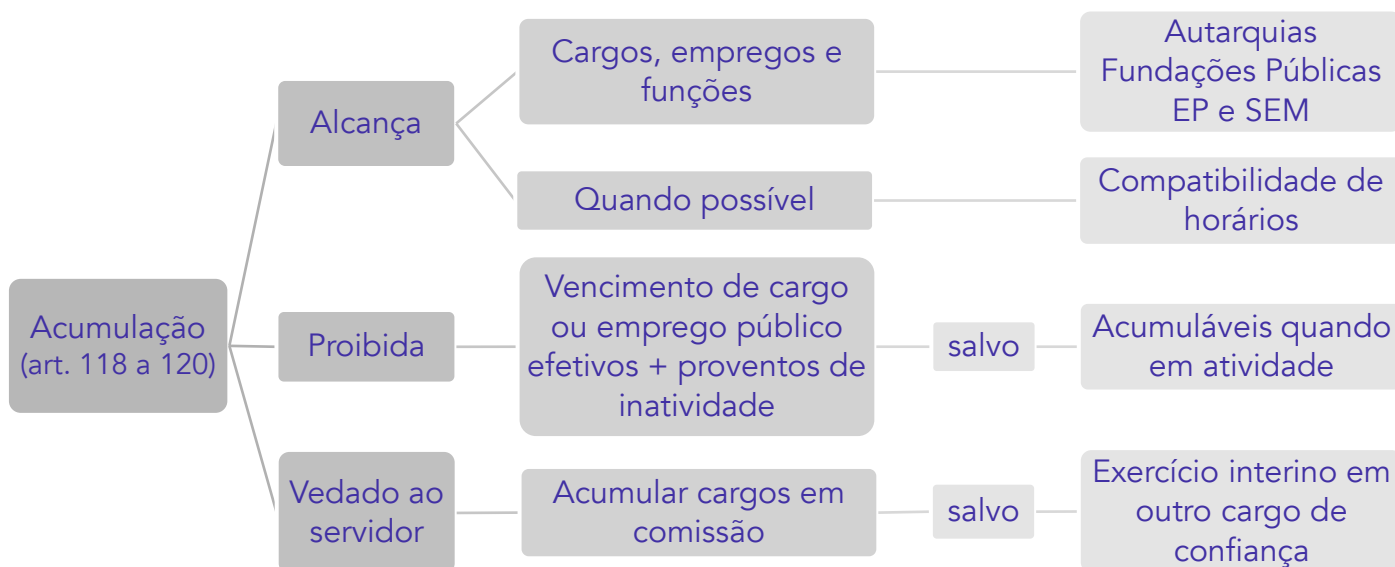 Acumulação
(art. 118 a 120)
Alcança
Cargos, empregos e
funções
Autarquias
Fundações Públicas
EP e SEM
Quando possível
Compatibilidade de
horários
Proibida
Vencimento de cargo
ou emprego público
efetivos + proventos de
inatividade
salvo
Acumuláveis quando
em atividade
Vedado ao
servidor
Acumular cargos em
comissão
salvo
Exercício interino em
outro cargo de
confiança